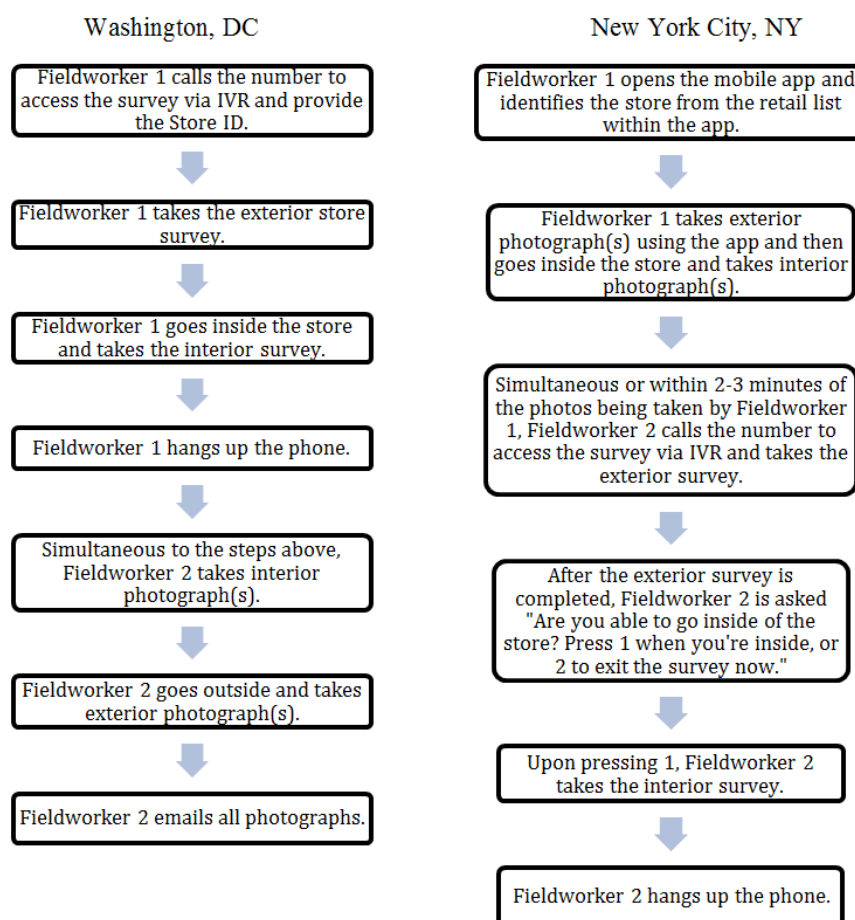 Washington, DC
Fieldworker 1 calls the number to
access the survey via IVR and provide
the Store ID.
Fieldworker 1 takes the exterior store
survey.
Fieldworker 1 goes inside the store
and takes the interior survey.
Fieldworker 1 hangs up the phone.
Simultaneous to the steps above,
Fieldworker 2 takes interior
photograph(s).
Fieldworker 2 goes outside and takes
exterior photograph(s).
Fieldworker 2 emails all photographs.
New York City, NY
Fieldworker 1 opens the mobile app and
identifies the store from the retail list
within the app.
Fieldworker 1 takes exterior
photograph(s) using the app and then
goes inside the store and takes interior
photograph(s).
Simultaneous or within 2-3 minutes of
the photos being taken by Fieldworker
1, Fieldworker 2 calls the number to
access the survey via IVR and takes the
exterior survey.
After the exterior survey is
completed, Fieldworker 2 is asked
"Are you able to go inside of the
store? Press 1 when you're inside, or
2 to exit the survey now."
Upon pressing 1, Fieldworker 2
takes the interior survey.
Fieldworker 2 hangs up the phone.